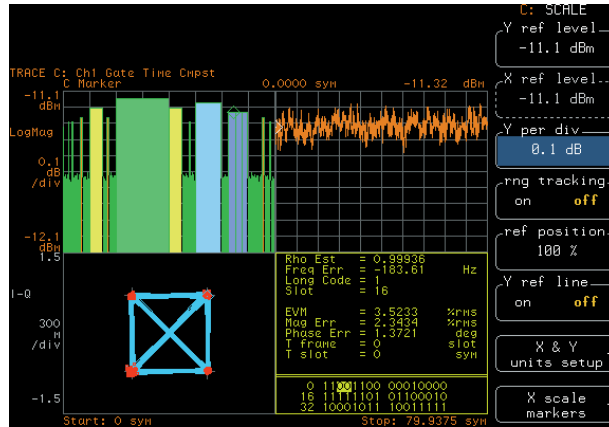 C: SCALE
Y ref level
-11.1 dBm
TRACE C: Ch1 Gate Time Cmpst
C Marker 0.0000 sym -11.32 dBm
X ref level
-11.1 dBm
-11.1
dBm
LogMag
0.1
dB
/div
-12.1
dBm
Y per div
0.1 dB
rng tracking
on off
ref position
100 %
Y ref line
on off
X & Y
units setup
X scale
markers
1.5
I-Q
300
M
/div
-1.5
Rho Est = 0.99936
Freq Err = -183.61 Hz
Long Code = 1
Slot = 16
EVM = 3.5233 %rms
Mag Err = 2.3434 %rms
Phase Err = 1.3721 deg
T frame = 0 slot
T slot = 0 sym
0 11001100 00010000
16 11111101 01100010
32 10001011 10011111
Start: 0 sym Stop: 79.9375 sym